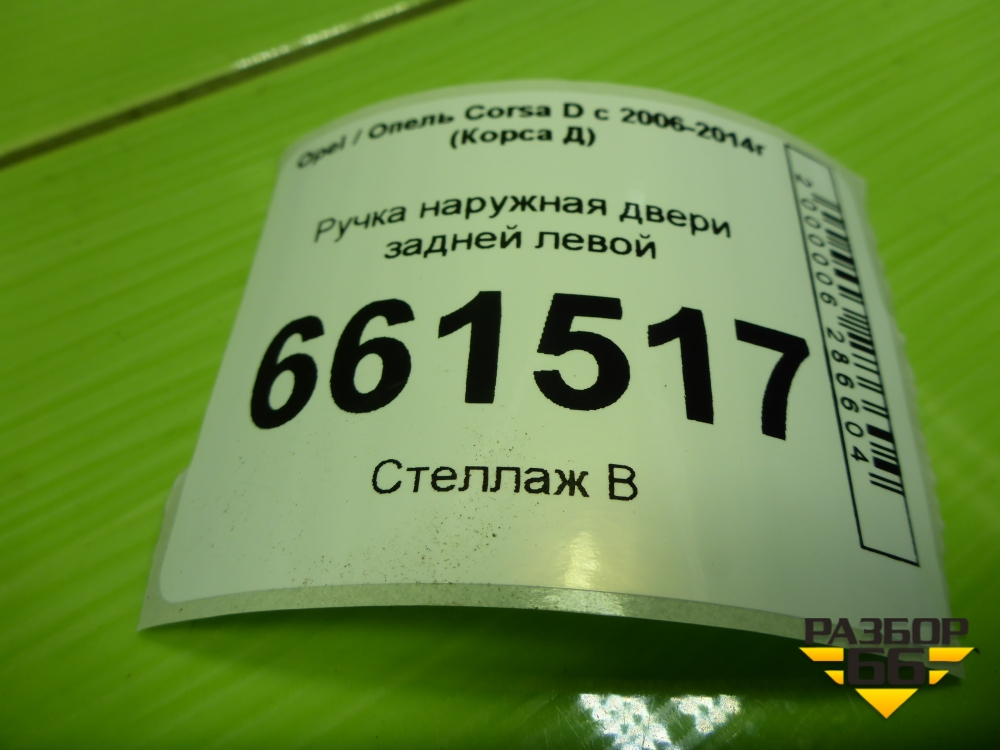 Opel / Опель Corsa D с 2006-2014г
(Корса Д)
Ручка наружная двери
задней левой
661517
Стеллаж В
2000006286604
РАЗБОР
66